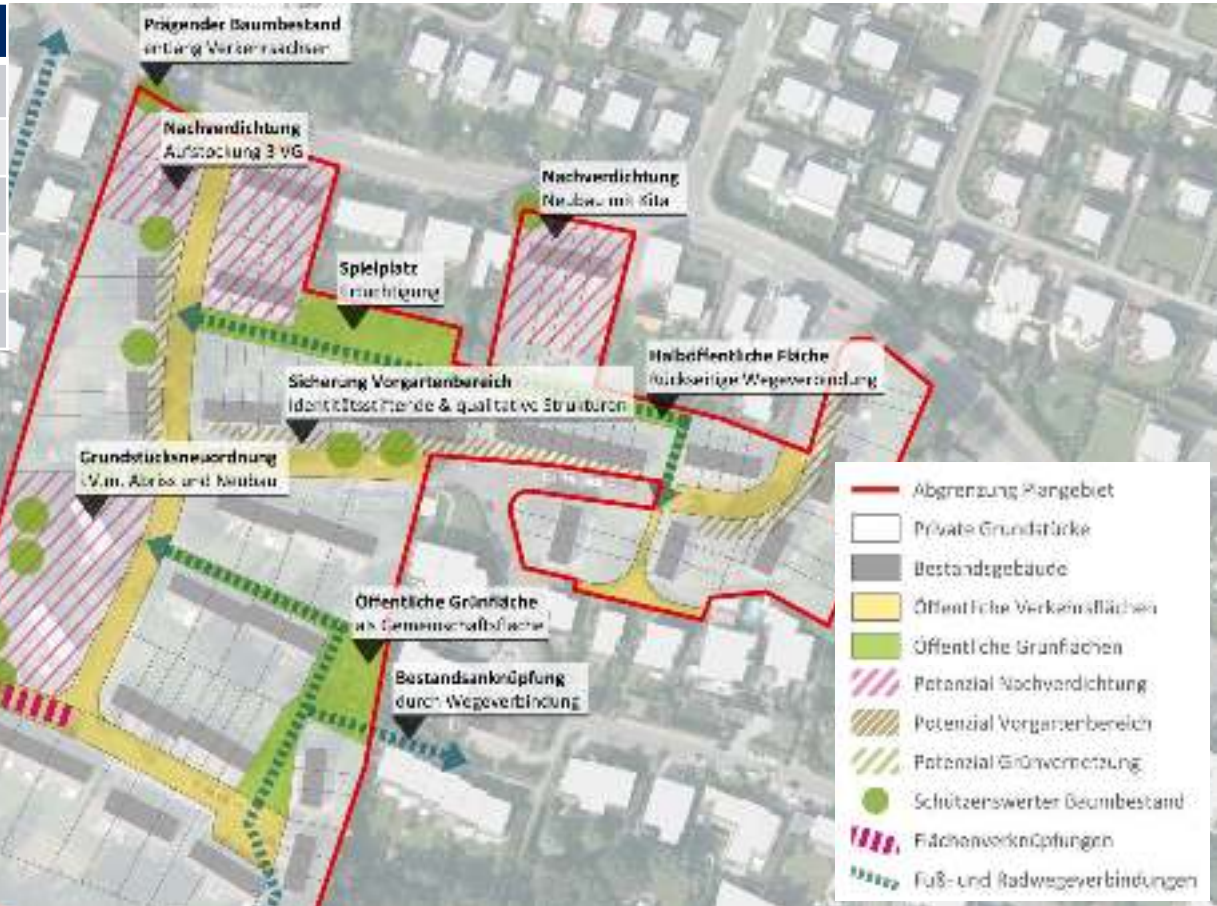 Prägender Baumbestand
entlang Verkehrsachsen
Nachverdichtung
Aufstockung 3 VG
Nachverdichtung
Neubau mit Kita
Spielplatz
Ertüchtigung
Halböffentliche Fläche
Rückseitige Wegeverbindung
Sicherung Vorgartenbereich
Identitätsstiftende & qualitative Strukturen
Grundstücksneuordnung
i.V.m. Abriss und Neubau
Öffentliche Grünfläche
als Gemeinschaftsfläche
Bestandsanknüpfung
durch Wegeverbindung
Abgrenzung Plangebiet
Private Grundstücke
Bestandsgebäude
Öffentliche Verkehrsflächen
Öffentliche Grünflächen
Potenzial Nachverdichtung
Potenzial Vorgartenbereich
Potenzial Grünvernetzung
Schützenswerter Baumbestand
Flächenverknüpfungen
Fuß- und Radwegeverbindungen